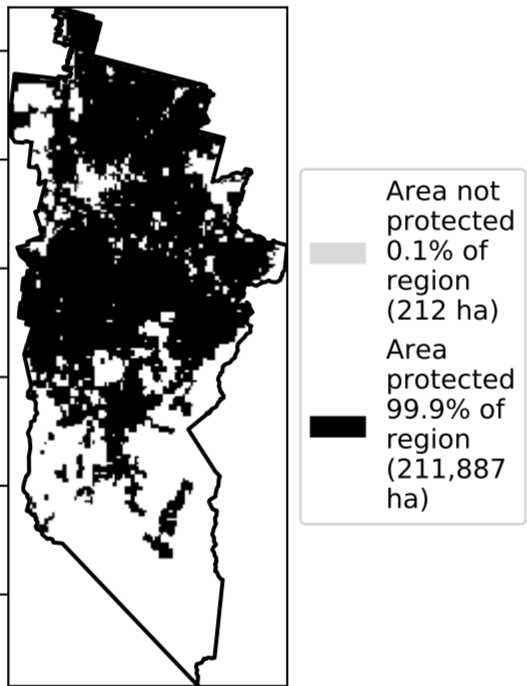 Area not
protected
0.1% of
region
(212 ha)
Area
protected
99.9% of
region
(211,887
ha)